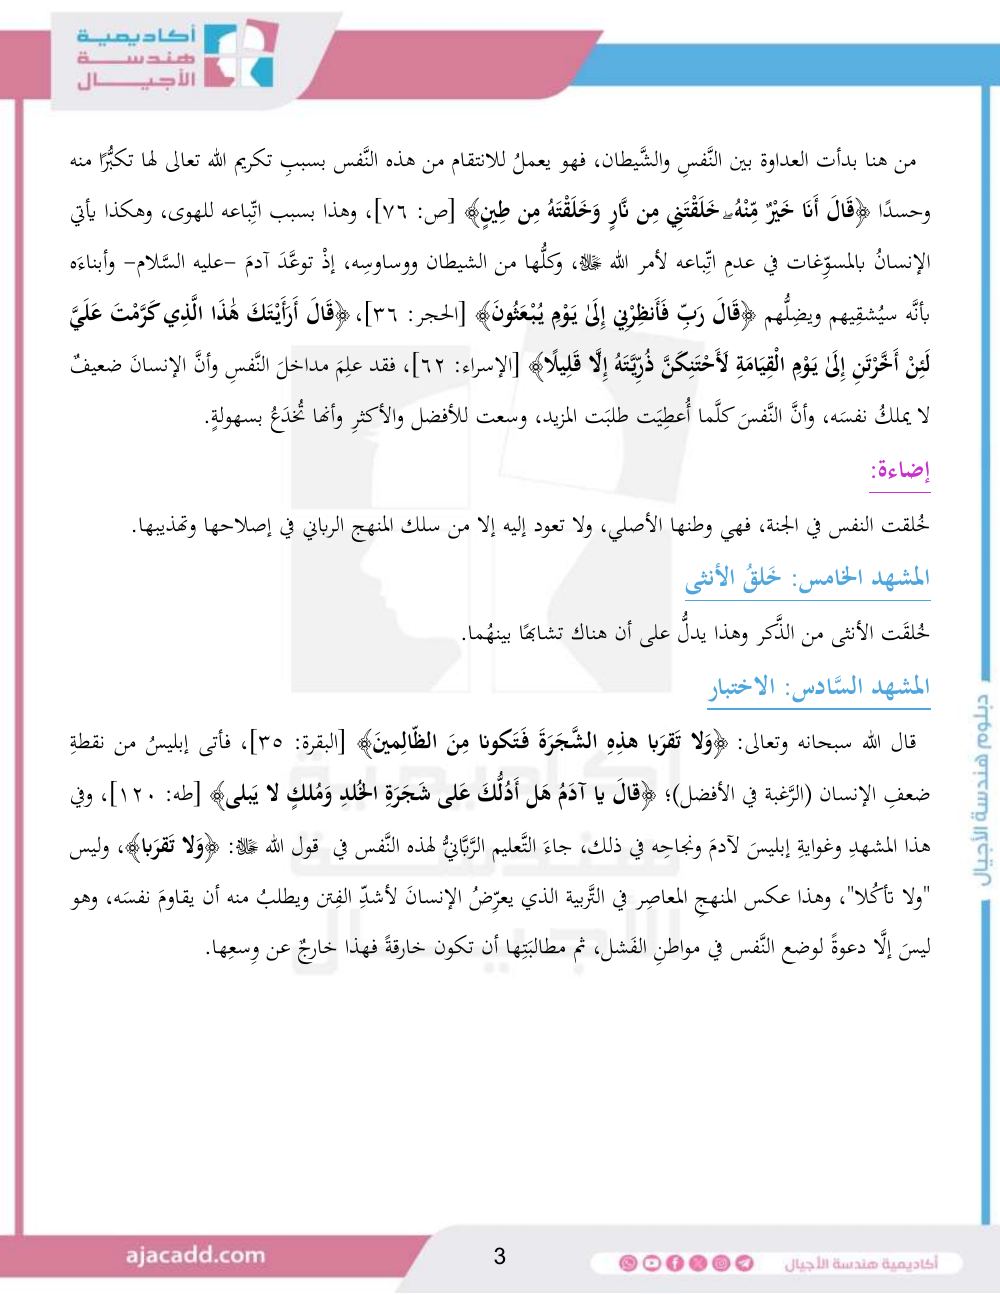 أكاديمية
هندسة
الأجيال
من هنا بدأت العداوة بين النَّفسِ والشَّيطان، فهو يعملُ للانتقام من هذه النَّفس بسببِ تكريم الله تعالى لها تكبُّرًا منه
وحسدًا ﴿قَالَ أَنَا خَيْرٌ مِّنْهُ ۖ خَلَقْتَنِي مِن نَّارٍ وَخَلَقْتَهُ مِن طِينٍ﴾ [ص: ٧٦]، وهذا بسبب اتِّباعه للهوى، وهكذا يأتي
الإنسانُ بالمسوِّغات في عدمِ اتِّباعه لأمر الله ﷻ، وكلُّها من الشيطان ووساوسِه، إذْ توعَّدَ آدمَ –عليه السَّلام– وأبناءَه
بأنَّه سيُشقِيهم ويضِلُّهم ﴿قَالَ رَبِّ فَأَنظِرْنِي إِلَىٰ يَوْمِ يُبْعَثُونَ﴾ [الحجر: ٣٦]، ﴿قَالَ أَرَأَيْتَكَ هَٰذَا الَّذِي كَرَّمْتَ عَلَيَّ
لَئِنْ أَخَّرْتَنِ إِلَىٰ يَوْمِ الْقِيَامَةِ لَأَحْتَنِكَنَّ ذُرِّيَّتَهُ إِلَّا قَلِيلًا﴾ [الإسراء: ٦٢]، فقد علِمَ مداخلَ النَّفسِ وأنَّ الإنسانَ ضعيفٌ
لا يملكُ نفسَه، وأنَّ النَّفسَ كلَّما أُعطِيَت طلبَت المزيد، وسعت للأفضل والأكثرِ وأنها تُخدَعُ بسهولةٍ.
إضاءة:
خُلقت النفس في الجنة، فهي وطنها الأصلي، ولا تعود إليه إلا من سلك المنهج الرباني في إصلاحها وتهذيبها.
المشهد الخامس: خَلقُ الأنثى
خُلقَت الأنثى من الذَّكر وهذا يدلُّ على أن هناك تشابهًا بينهُما.
المشهد السَّادس: الاختبار
قال الله سبحانه وتعالى: ﴿وَلا تَقرَبا هذِهِ الشَّجَرَةَ فَتَكونا مِنَ الظّالِمينَ﴾ [البقرة: ٣٥]، فأتى إبليسُ من نقطةِ
ضعفِ الإنسان (الرَّغبة في الأفضل)؛ ﴿قالَ يا آدَمُ هَل أَدُلُّكَ عَلى شَجَرَةِ الخُلدِ وَمُلكٍ لا يَبلى﴾ [طه: ١٢٠]، وفي
هذا المشهدِ وغوايةِ إبليسَ لآدمَ ونجاحِه في ذلك، جاءَ التَّعليم الرَّبَّانيُّ لهذه النَّفس في قول الله ﷻ: ﴿وَلا تَقرَبا﴾، وليس
"ولا تأكُلا"، وهذا عكس المنهجِ المعاصِر في التَّربية الذي يعرِّضُ الإنسانَ لأشدِّ الفِتن ويطلبُ منه أن يقاومَ نفسَه، وهو
ليسَ إلَّا دعوةً لوضع النَّفس في مواطنِ الفَشل، ثم مطالبَتِها أن تكون خارقةً فهذا خارجٌ عن وِسعِها.
دبلوم هندسة الأجيال
ajacadd.com
3
أكاديمية هندسة الأجيال